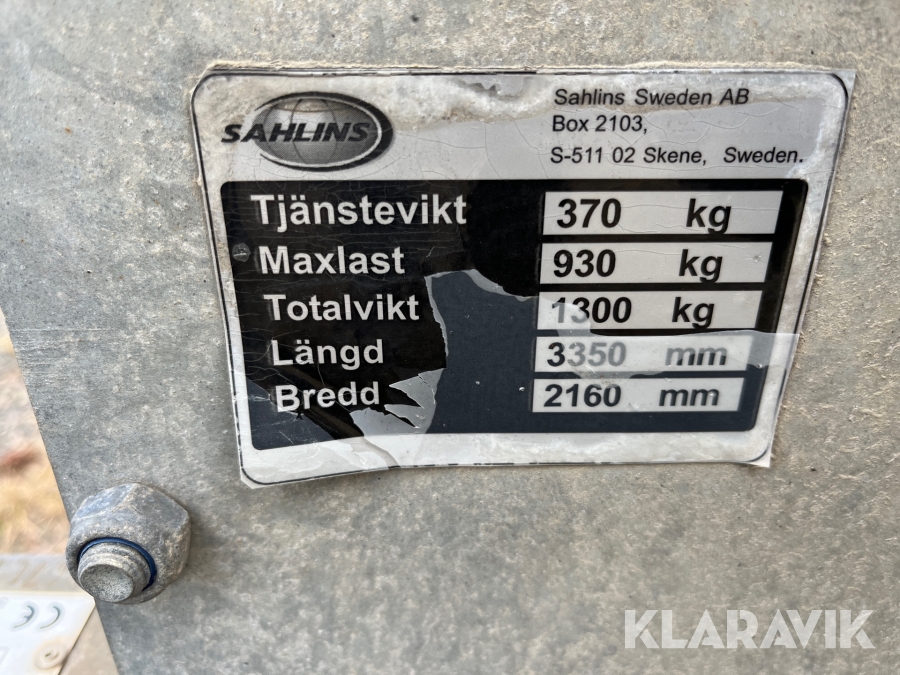 SAHLINS
Sahlins Sweden AB
Box 2103,
S-511 02 Skene, Sweden.
Tjänstevikt 370 kg
Maxlast 930 kg
Totalvikt 1300 kg
Längd 3350 mm
Bredd 2160 mm
CE
KLARAVIK